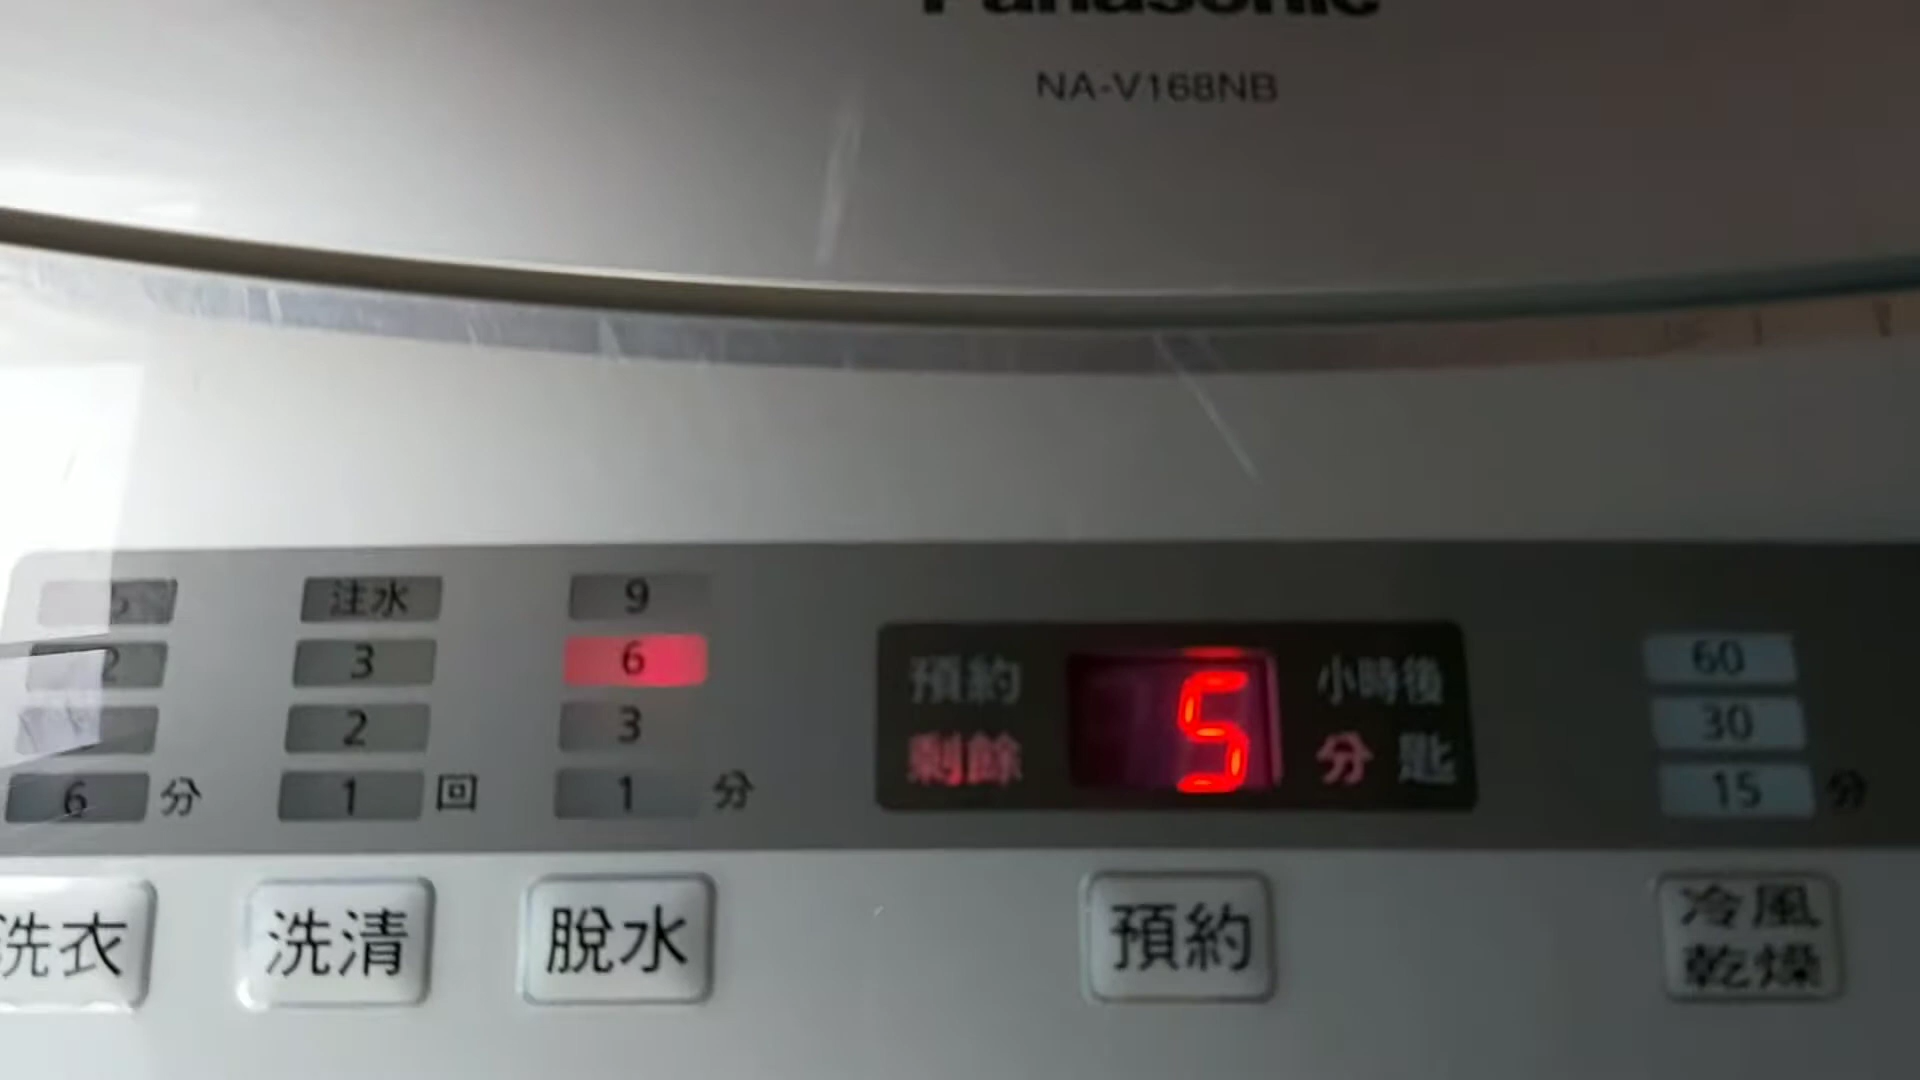 Panasonic
NA-V168NB
注水 9
2 3 6
2 3
6 分 1 回 1 分
預約 5 小時後
剩餘 分 匙
60
30
15 分
洗衣 洗清 脫水 預約 冷風
乾燥